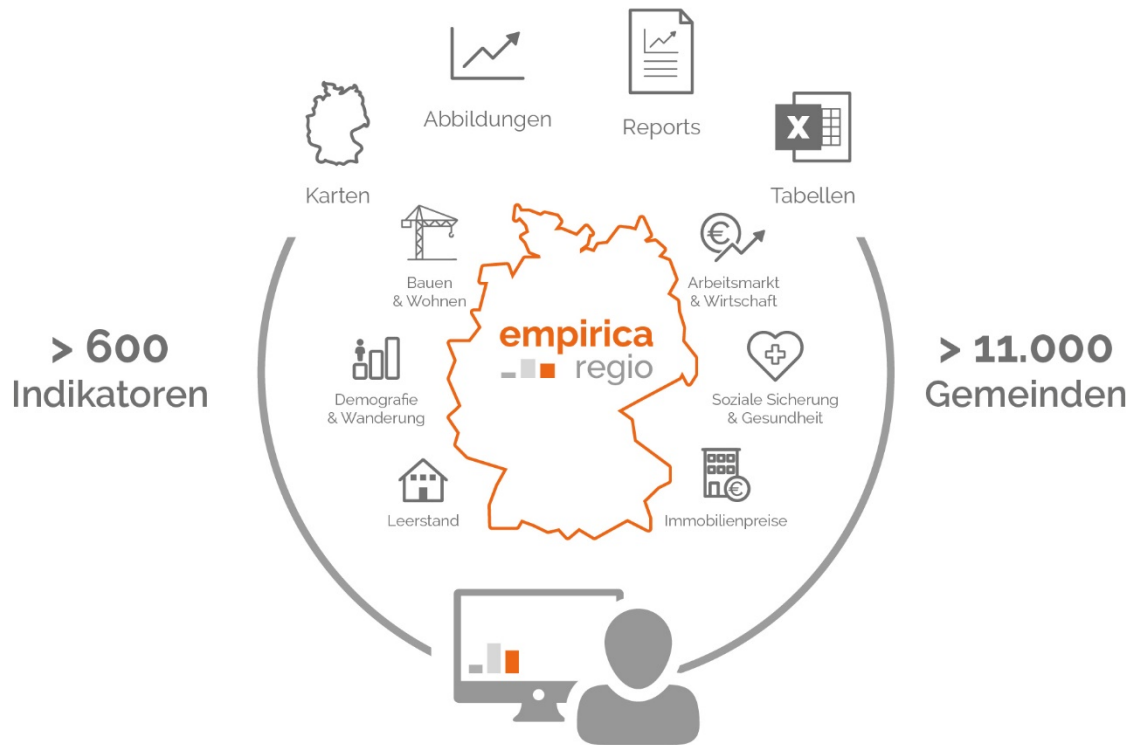 Abbildungen
Reports
Karten
Tabellen
X
€
Bauen
& Wohnen
Arbeitsmarkt
& Wirtschaft
> 600
Indikatoren
empirica
regio
> 11.000
Gemeinden
Demografie
& Wanderung
Soziale Sicherung
& Gesundheit
€
Leerstand
Immobilienpreise